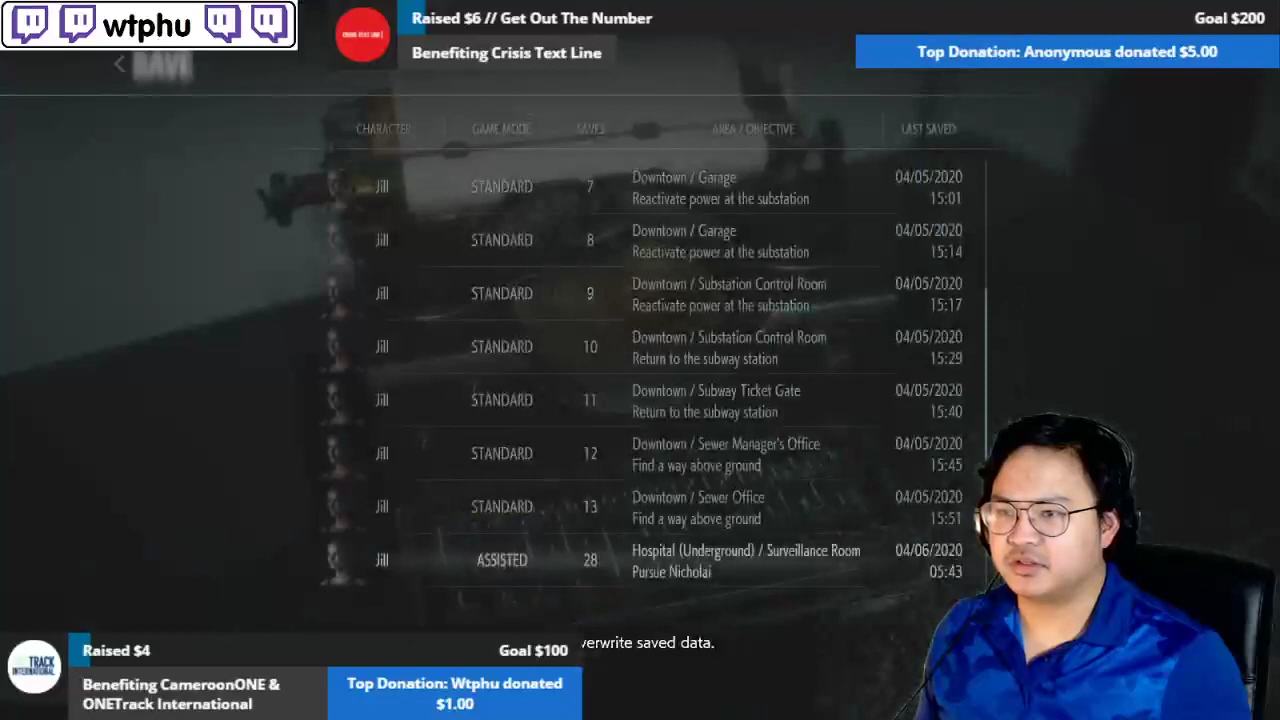 wtphu
Raised $6 // Get Out The Number
Goal $200
CRISIS TEXT LINE
Benefiting Crisis Text Line
Top Donation: Anonymous donated $5.00
SAVE
CHARACTER GAME MODE SAVES AREA / OBJECTIVE LAST SAVED
Jill STANDARD 7 Downtown / Garage 04/05/2020
Reactivate power at the substation 15:01
Jill STANDARD 8 Downtown / Garage 04/05/2020
Reactivate power at the substation 15:14
Jill STANDARD 9 Downtown / Substation Control Room 04/05/2020
Reactivate power at the substation 15:17
Jill STANDARD 10 Downtown / Substation Control Room 04/05/2020
Return to the subway station 15:29
Jill STANDARD 11 Downtown / Subway Ticket Gate 04/05/2020
Return to the subway station 15:40
Jill STANDARD 12 Downtown / Sewer Manager's Office 04/05/2020
Find a way above ground 15:45
Jill STANDARD 13 Downtown / Sewer Office 04/05/2020
Find a way above ground 15:51
Jill ASSISTED 28 Hospital (Underground) / Surveillance Room 04/06/2020
Pursue Nicholai 05:43
verwrite saved data.
TRACK
INTERNATIONAL
Raised $4 Goal $100
Benefiting CameroonONE &
ONETrack International
Top Donation: Wtphu donated
$1.00